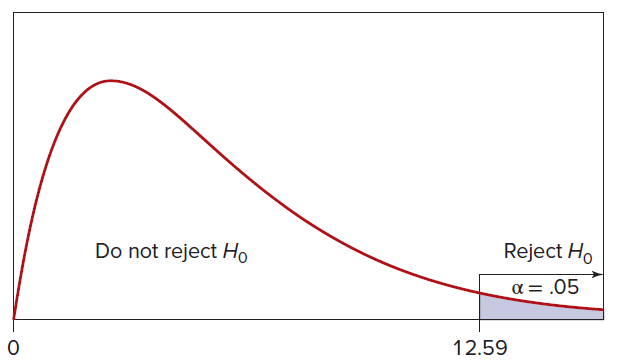 Do not reject H0
Reject H0
α = .05
0
12.59